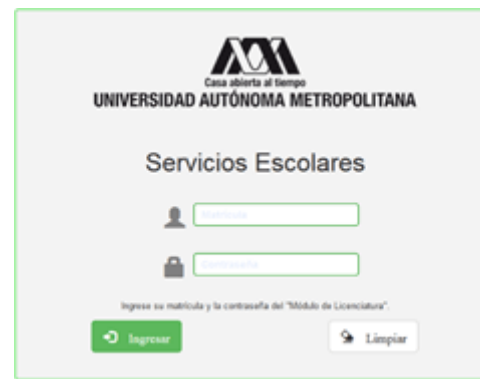 Casa abierta al tiempo
UNIVERSIDAD AUTÓNOMA METROPOLITANA
Servicios Escolares
Matrícula
Contraseña
Ingrese su matrícula y la contraseña del "Módulo de Licenciatura".
Ingresar
Limpiar